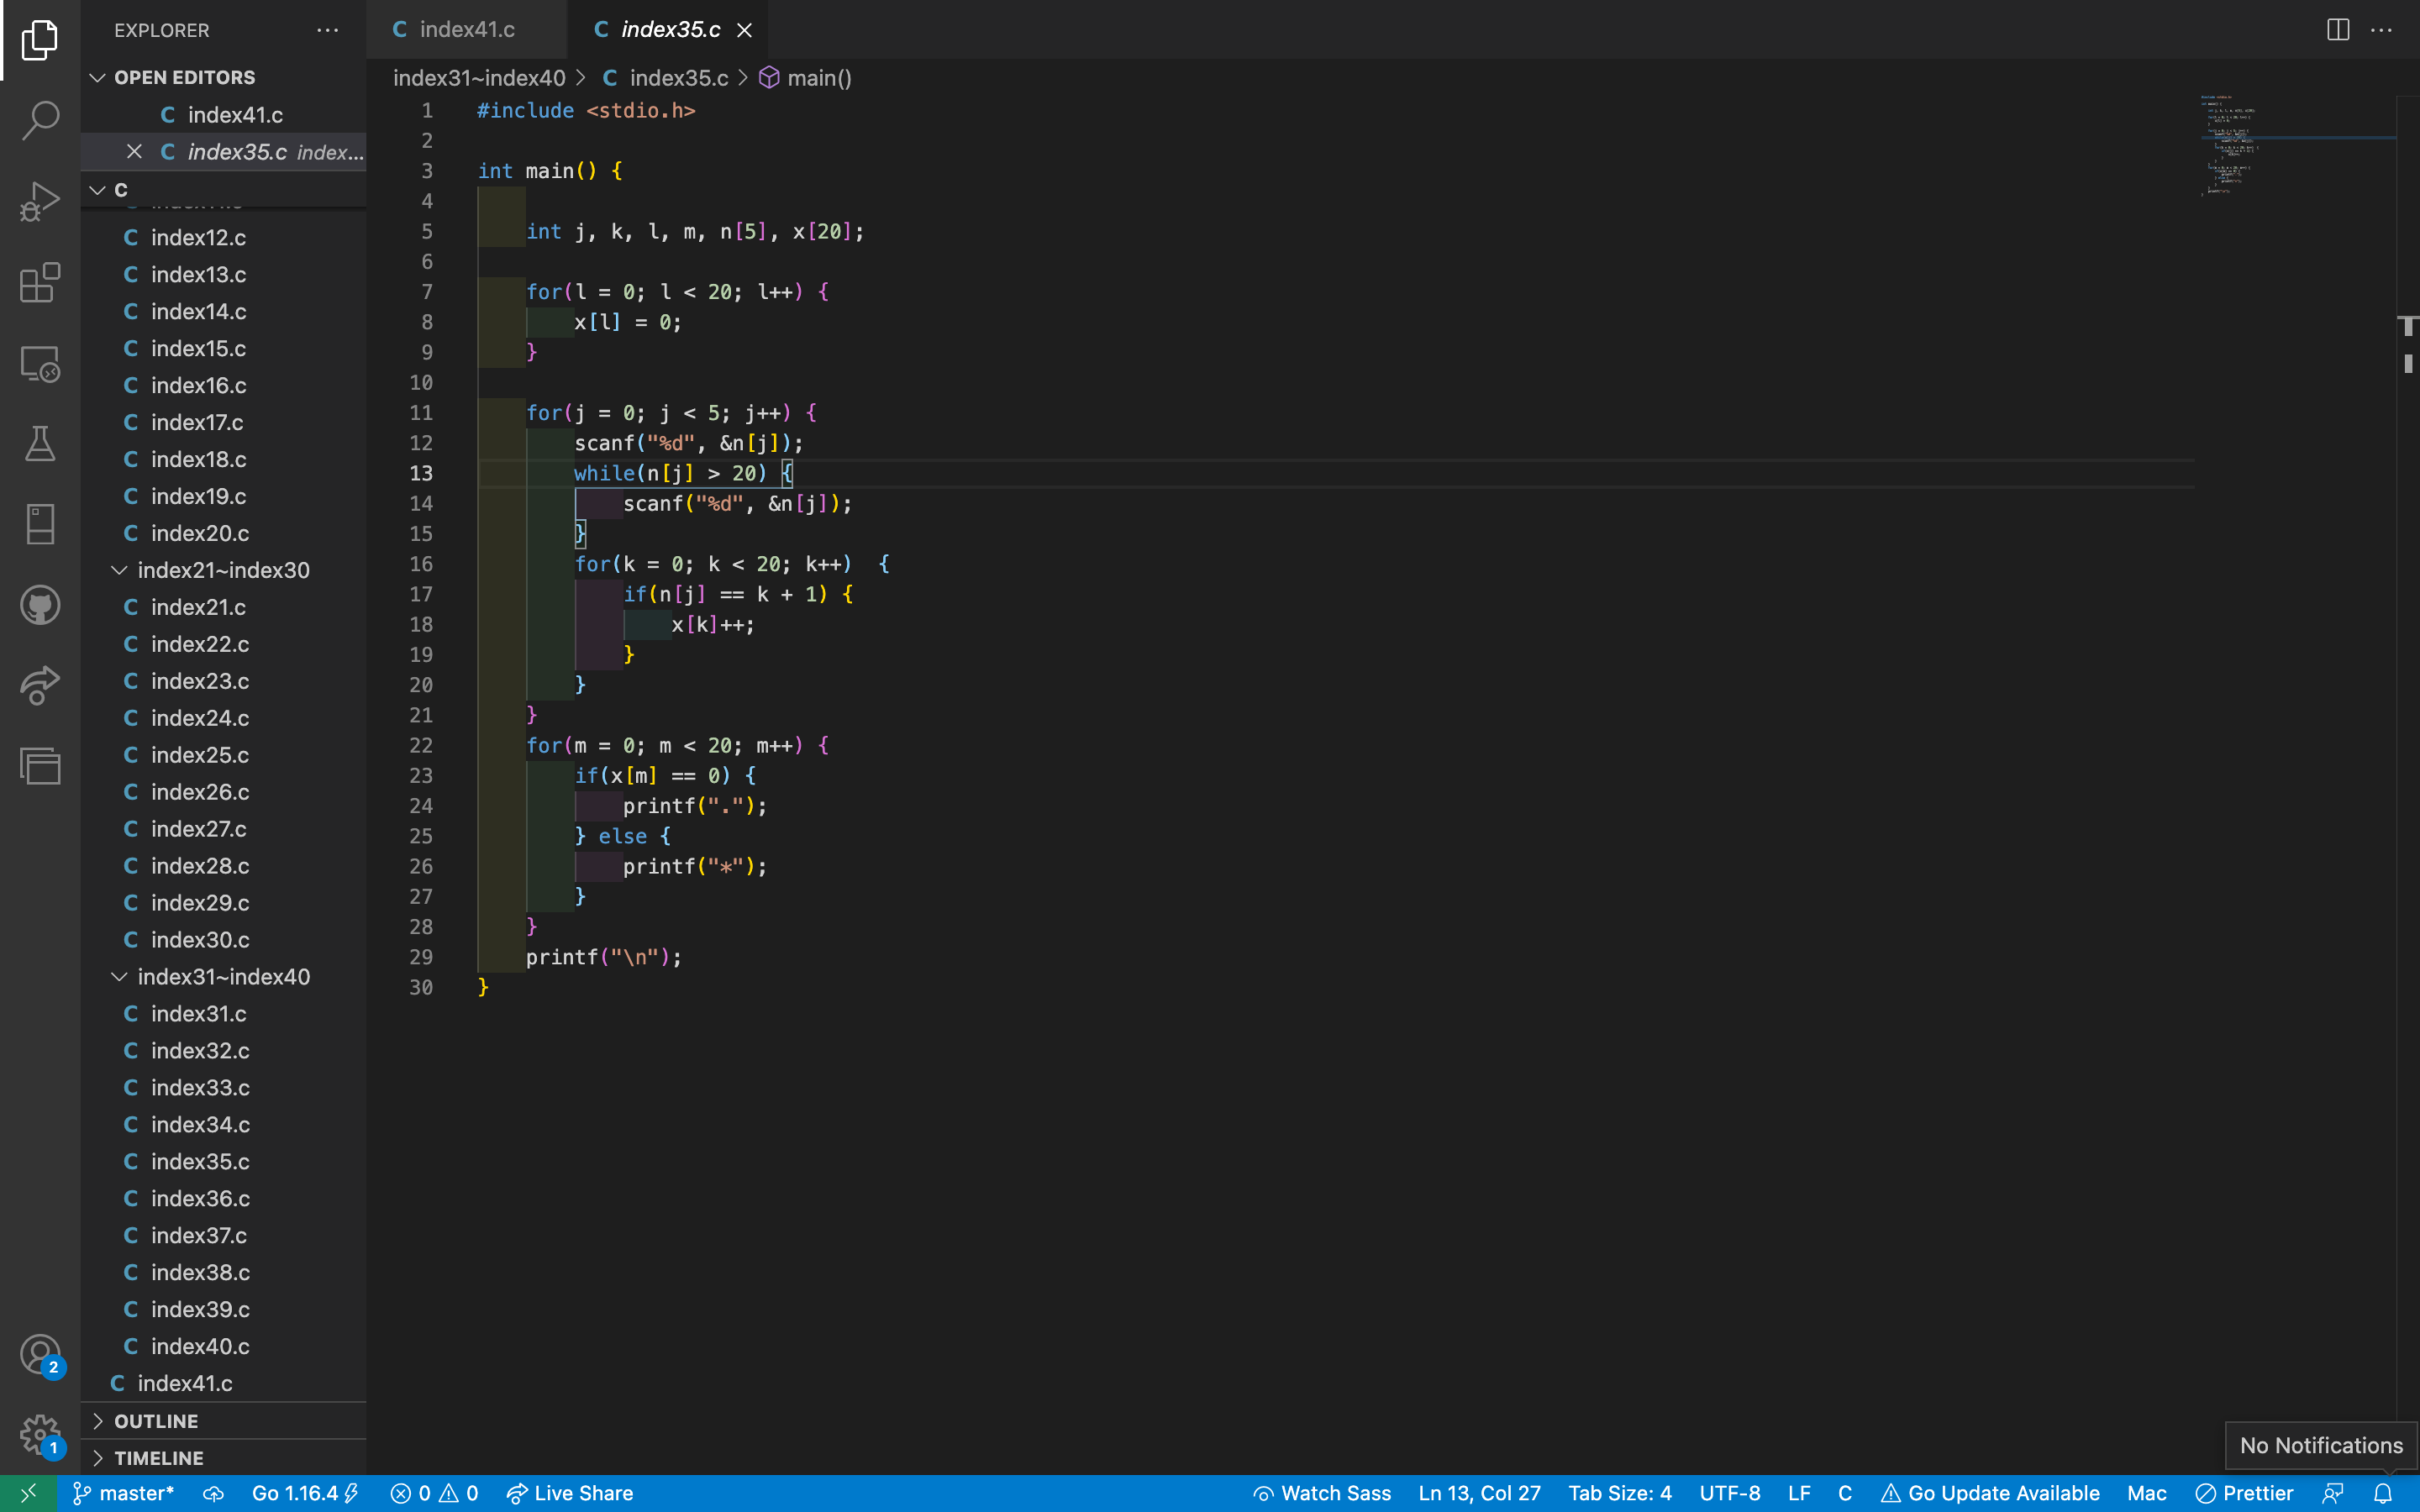 EXPLORER
OPEN EDITORS
C index41.c
C index35.c index...
C
C index12.c
C index13.c
C index14.c
C index15.c
C index16.c
C index17.c
C index18.c
C index19.c
C index20.c
index21~index30
C index21.c
C index22.c
C index23.c
C index24.c
C index25.c
C index26.c
C index27.c
C index28.c
C index29.c
C index30.c
index31~index40
C index31.c
C index32.c
C index33.c
C index34.c
C index35.c
C index36.c
C index37.c
C index38.c
C index39.c
C index40.c
C index41.c
OUTLINE
TIMELINE
2
1
C index41.c
C index35.c
index31~index40 > C index35.c > main()
1 #include <stdio.h>
2
3 int main() {
4
5     int j, k, l, m, n[5], x[20];
6
7     for(l = 0; l < 20; l++) {
8         x[l] = 0;
9     }
10
11     for(j = 0; j < 5; j++) {
12         scanf("%d", &n[j]);
13         while(n[j] > 20) {
14             scanf("%d", &n[j]);
15         }
16         for(k = 0; k < 20; k++)  {
17             if(n[j] == k + 1) {
18                 x[k]++;
19             }
20         }
21     }
22     for(m = 0; m < 20; m++) {
23         if(x[m] == 0) {
24             printf(".");
25         } else {
26             printf("*");
27         }
28     }
29     printf("\n");
30 }
No Notifications
master* Go 1.16.4 0 0 Live Share Watch Sass Ln 13, Col 27 Tab Size: 4 UTF-8 LF C Go Update Available Mac Prettier